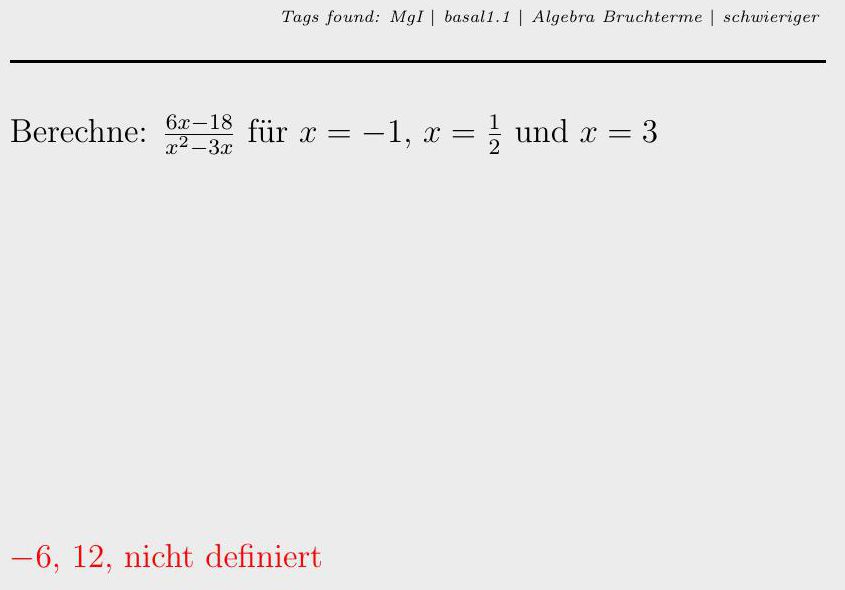 Tags found: MgI | basal1.1 | Algebra Bruchterme | schwieriger
Berechne: $\frac{6x-18}{x^2-3x}$ für $x = -1$, $x = \frac{1}{2}$ und $x = 3$
−6, 12, nicht definiert